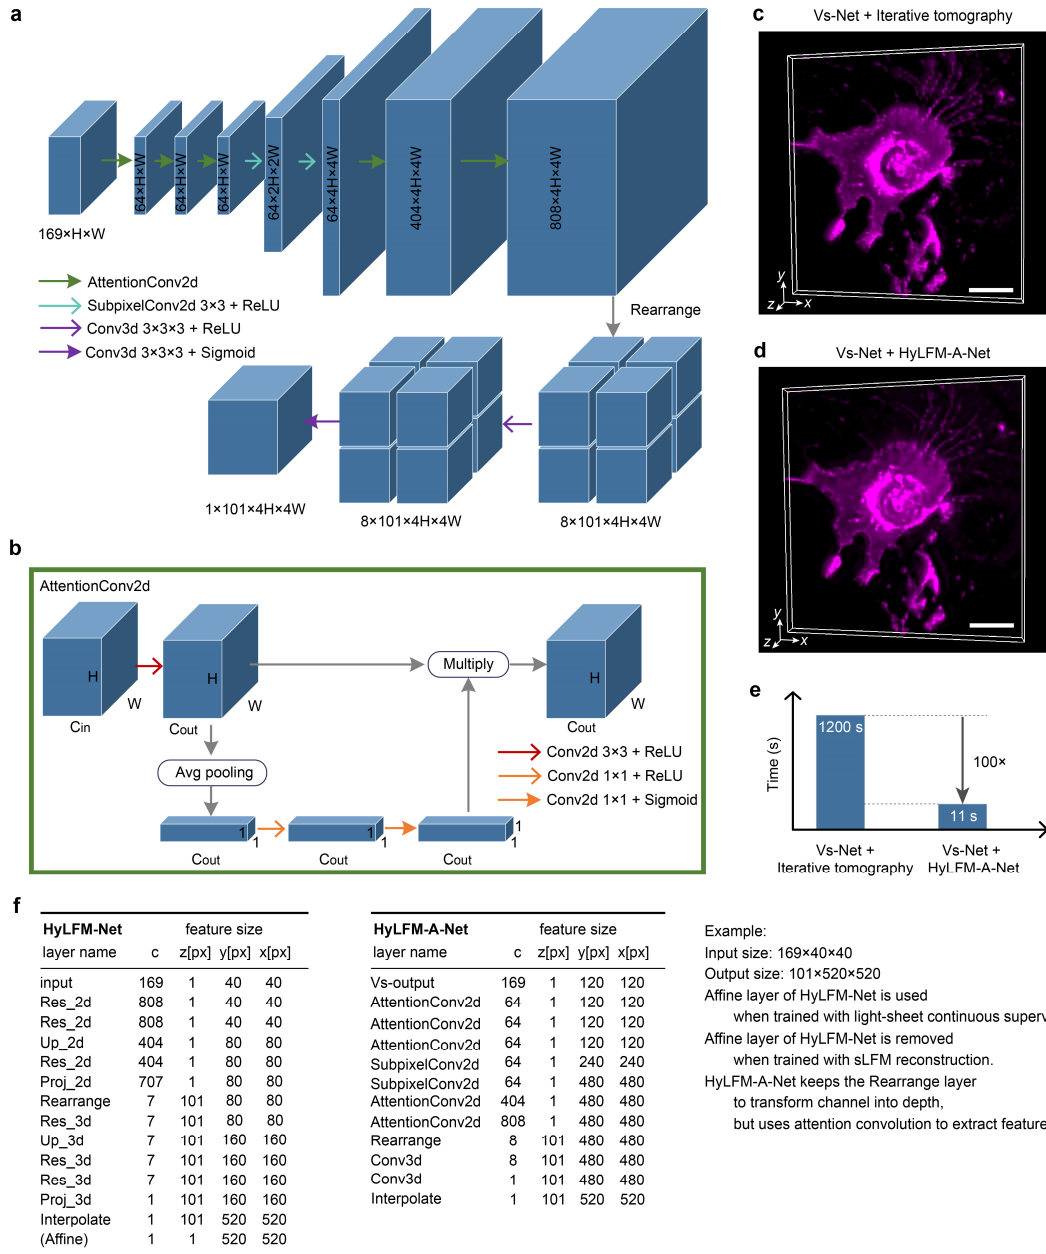 a
169×H×W
64×H×W
64×H×W
64×H×W
64×2H×2W
64×4H×4W
404×4H×4W
808×4H×4W
AttentionConv2d
SubpixelConv2d 3×3 + ReLU
Conv3d 3×3×3 + ReLU
Conv3d 3×3×3 + Sigmoid
Rearrange
1×101×4H×4W
8×101×4H×4W
8×101×4H×4W
b
AttentionConv2d
H
W
Cin
H
W
Cout
Multiply
H
W
Cout
Avg pooling
Conv2d 3×3 + ReLU
Conv2d 1×1 + ReLU
Conv2d 1×1 + Sigmoid
1
1
Cout
1
1
Cout
1
1
Cout
c
Vs-Net + Iterative tomography
y
z
x
d
Vs-Net + HyLFM-A-Net
y
z
x
e
Time (s)
1200 s
100×
11 s
Vs-Net +
Iterative tomography
Vs-Net +
HyLFM-A-Net
f
HyLFM-Net feature size
layer name c z[px] y[px] x[px]
input 169 1 40 40
Res_2d 808 1 40 40
Res_2d 808 1 40 40
Up_2d 404 1 80 80
Res_2d 404 1 80 80
Proj_2d 707 1 80 80
Rearrange 7 101 80 80
Res_3d 7 101 80 80
Up_3d 7 101 160 160
Res_3d 7 101 160 160
Res_3d 7 101 160 160
Proj_3d 1 101 160 160
Interpolate 1 101 520 520
(Affine) 1 1 520 520
HyLFM-A-Net feature size
layer name c z[px] y[px] x[px]
Vs-output 169 1 120 120
AttentionConv2d 64 1 120 120
AttentionConv2d 64 1 120 120
AttentionConv2d 64 1 120 120
SubpixelConv2d 64 1 240 240
SubpixelConv2d 64 1 480 480
AttentionConv2d 404 1 480 480
AttentionConv2d 808 1 480 480
Rearrange 8 101 480 480
Conv3d 8 101 480 480
Conv3d 1 101 480 480
Interpolate 1 101 520 520
Example:
Input size: 169×40×40
Output size: 101×520×520
Affine layer of HyLFM-Net is used
when trained with light-sheet continuous superv
Affine layer of HyLFM-Net is removed
when trained with sLFM reconstruction.
HyLFM-A-Net keeps the Rearrange layer
to transform channel into depth,
but uses attention convolution to extract feature